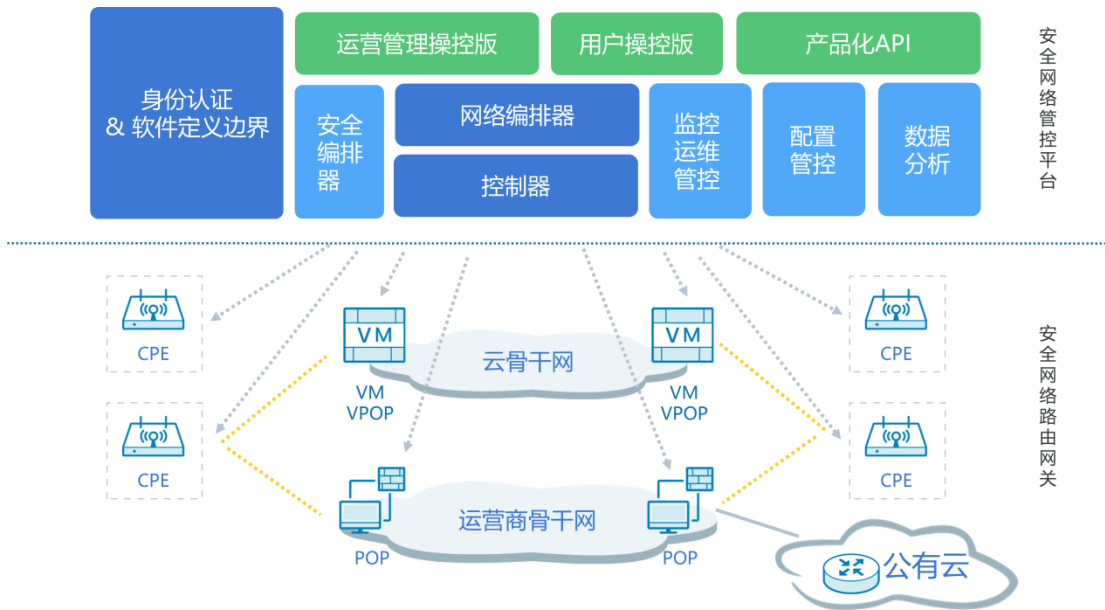 运营管理操控版
用户操控版
产品化API
身份认证
& 软件定义边界
安全
编排
器
网络编排器
控制器
监控
运维
管控
配置
管控
数据
分析
安全网络管控平台
CPE
VM
VM
VPOP
云骨干网
VM
VM
VPOP
CPE
CPE
CPE
POP
运营商骨干网
POP
公有云
安全网络路由网关